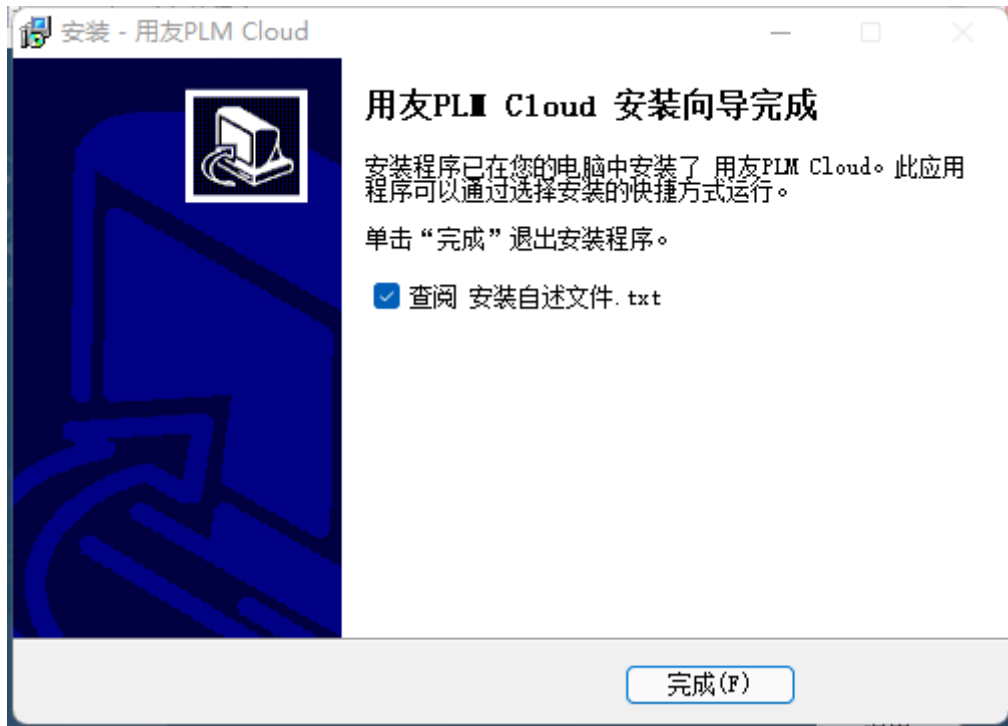 安装 - 用友PLM Cloud
用友PLM Cloud 安装向导完成
安装程序已在您的电脑中安装了 用友PLM Cloud。此应用
程序可以通过选择安装的快捷方式运行。
单击“完成”退出安装程序。
查阅 安装自述文件.txt
完成(F)